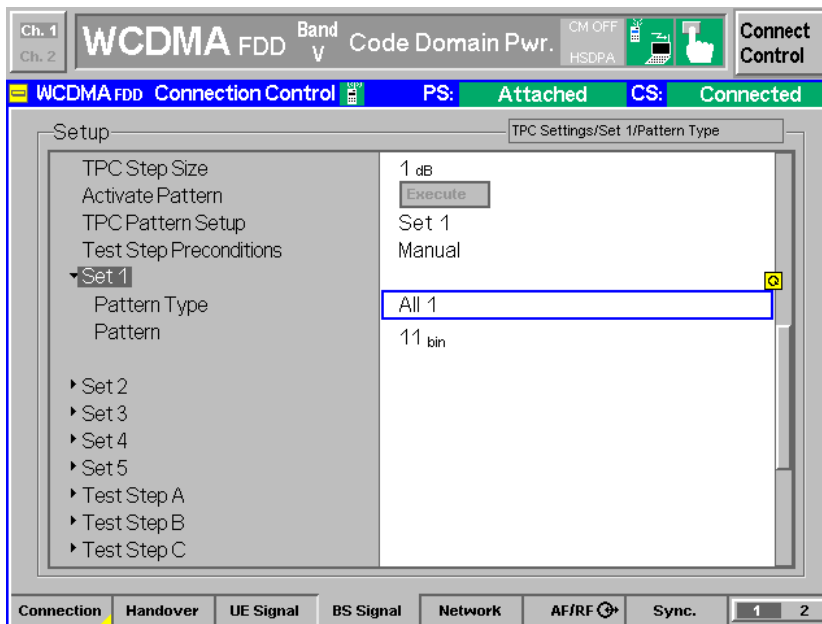 Ch. 1
Ch. 2
WCDMA FDD Band V Code Domain Pwr.
CM OFF
HSDPA
Connect Control
WCDMA FDD Connection Control PS: Attached CS: Connected
Setup
TPC Settings/Set 1/Pattern Type
TPC Step Size 1 dB
Activate Pattern Execute
TPC Pattern Setup Set 1
Test Step Preconditions Manual
Set 1
Pattern Type All 1
Pattern 11 bin
Set 2
Set 3
Set 4
Set 5
Test Step A
Test Step B
Test Step C
Connection Handover UE Signal BS Signal Network AF/RF Sync. 1 2